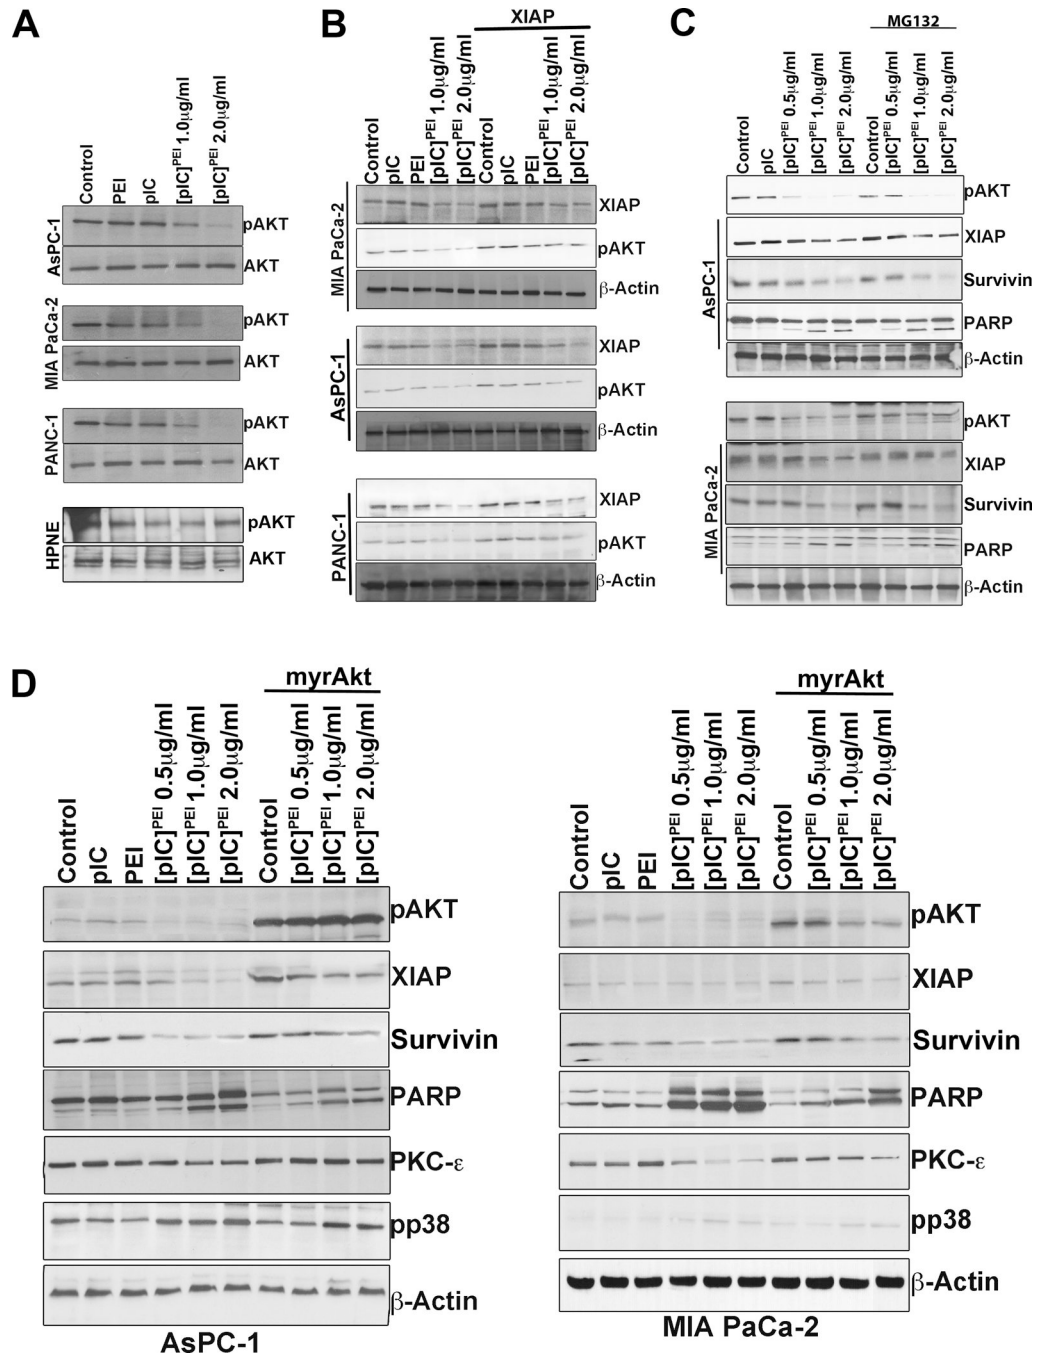 A
Control
PEI
pIC
[pIC]PEI 1.0µg/ml
[pIC]PEI 2.0µg/ml
AsPC-1
pAKT
AKT
MIA PaCa-2
pAKT
AKT
PANC-1
pAKT
AKT
HPNE
pAKT
AKT
B
XIAP
Control
pIC
PEI
[pIC]PEI 1.0µg/ml
[pIC]PEI 2.0µg/ml
Control
pIC
PEI
[pIC]PEI 1.0µg/ml
[pIC]PEI 2.0µg/ml
MIA PaCa-2
XIAP
pAKT
β-Actin
AsPC-1
XIAP
pAKT
β-Actin
PANC-1
XIAP
pAKT
β-Actin
C
MG132
Control
pIC
[pIC]PEI 0.5µg/ml
[pIC]PEI 1.0µg/ml
[pIC]PEI 2.0µg/ml
Control
[pIC]PEI 0.5µg/ml
[pIC]PEI 1.0µg/ml
[pIC]PEI 2.0µg/ml
AsPC-1
pAKT
XIAP
Survivin
PARP
β-Actin
MIA PaCa-2
pAKT
XIAP
Survivin
PARP
β-Actin
D
myrAkt
Control
pIC
PEI
[pIC]PEI 0.5µg/ml
[pIC]PEI 1.0µg/ml
[pIC]PEI 2.0µg/ml
Control
[pIC]PEI 0.5µg/ml
[pIC]PEI 1.0µg/ml
[pIC]PEI 2.0µg/ml
pAKT
XIAP
Survivin
PARP
PKC-ε
pp38
β-Actin
AsPC-1
myrAkt
Control
pIC
PEI
[pIC]PEI 0.5µg/ml
[pIC]PEI 1.0µg/ml
[pIC]PEI 2.0µg/ml
Control
[pIC]PEI 0.5µg/ml
[pIC]PEI 1.0µg/ml
[pIC]PEI 2.0µg/ml
pAKT
XIAP
Survivin
PARP
PKC-ε
pp38
β-Actin
MIA PaCa-2